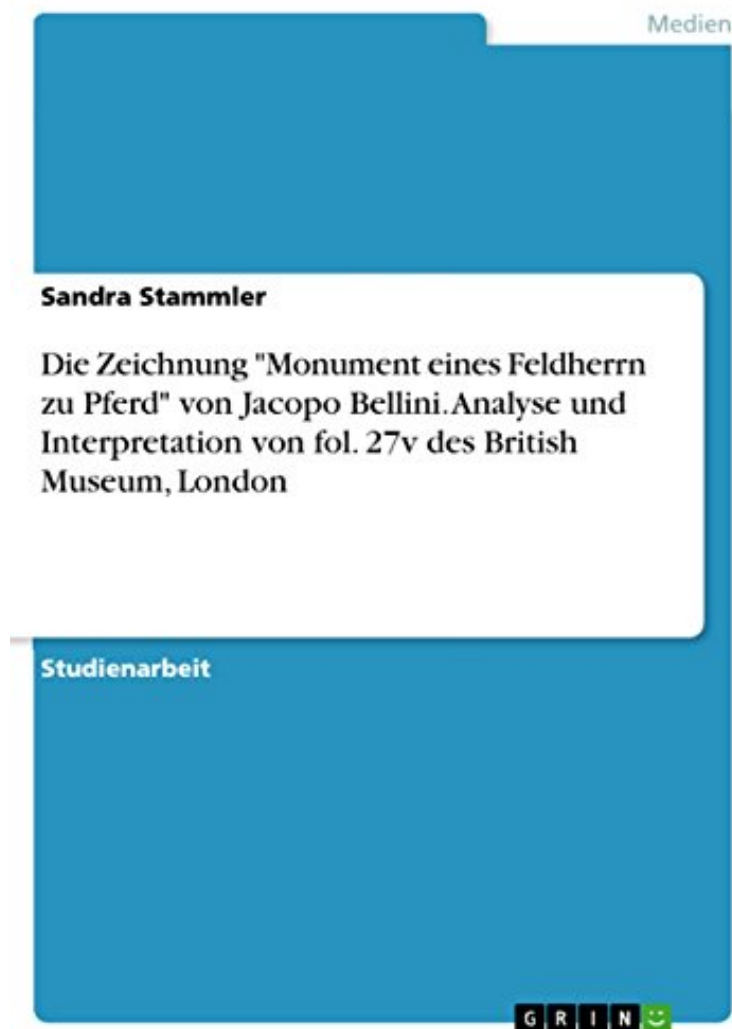 Medien
Sandra Stammler
Die Zeichnung "Monument eines Feldherrn
zu Pferd" von Jacopo Bellini. Analyse und
Interpretation von fol. 27v des British
Museum, London
Studienarbeit
GRIN